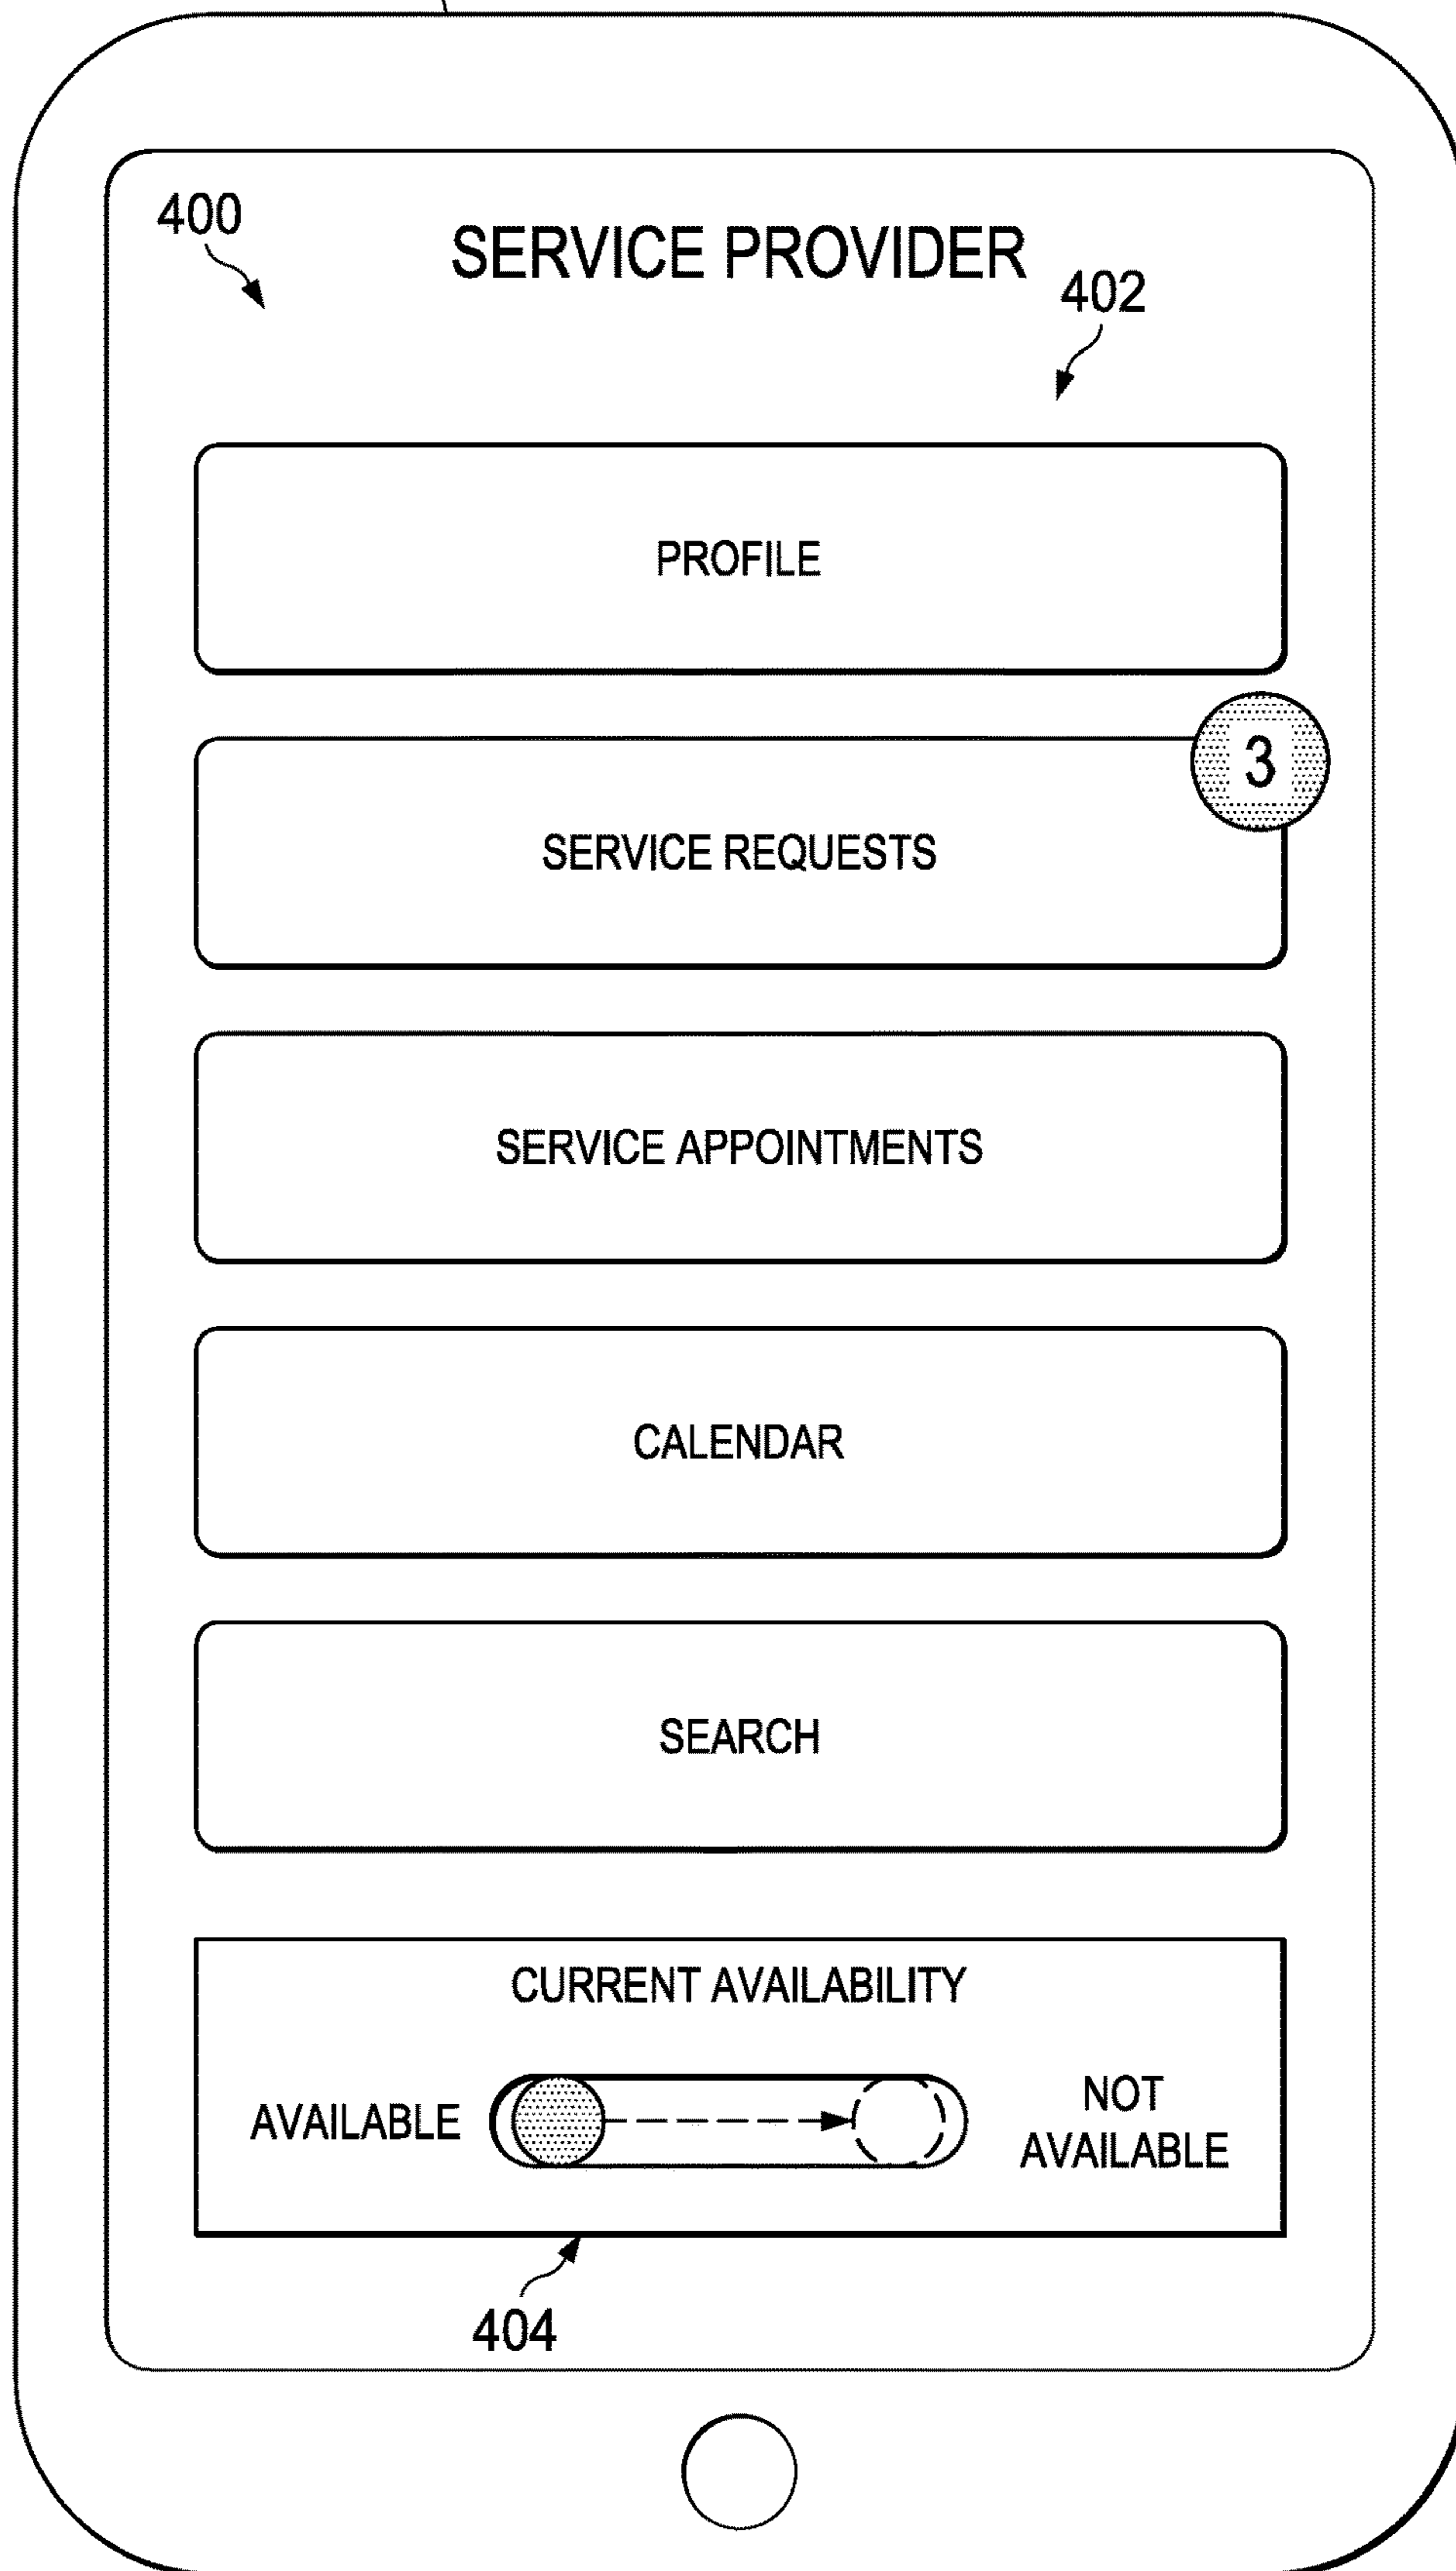 400
SERVICE PROVIDER
402
PROFILE
3
SERVICE REQUESTS
SERVICE APPOINTMENTS
CALENDAR
SEARCH
CURRENT AVAILABILITY
AVAILABLE
NOT
AVAILABLE
404